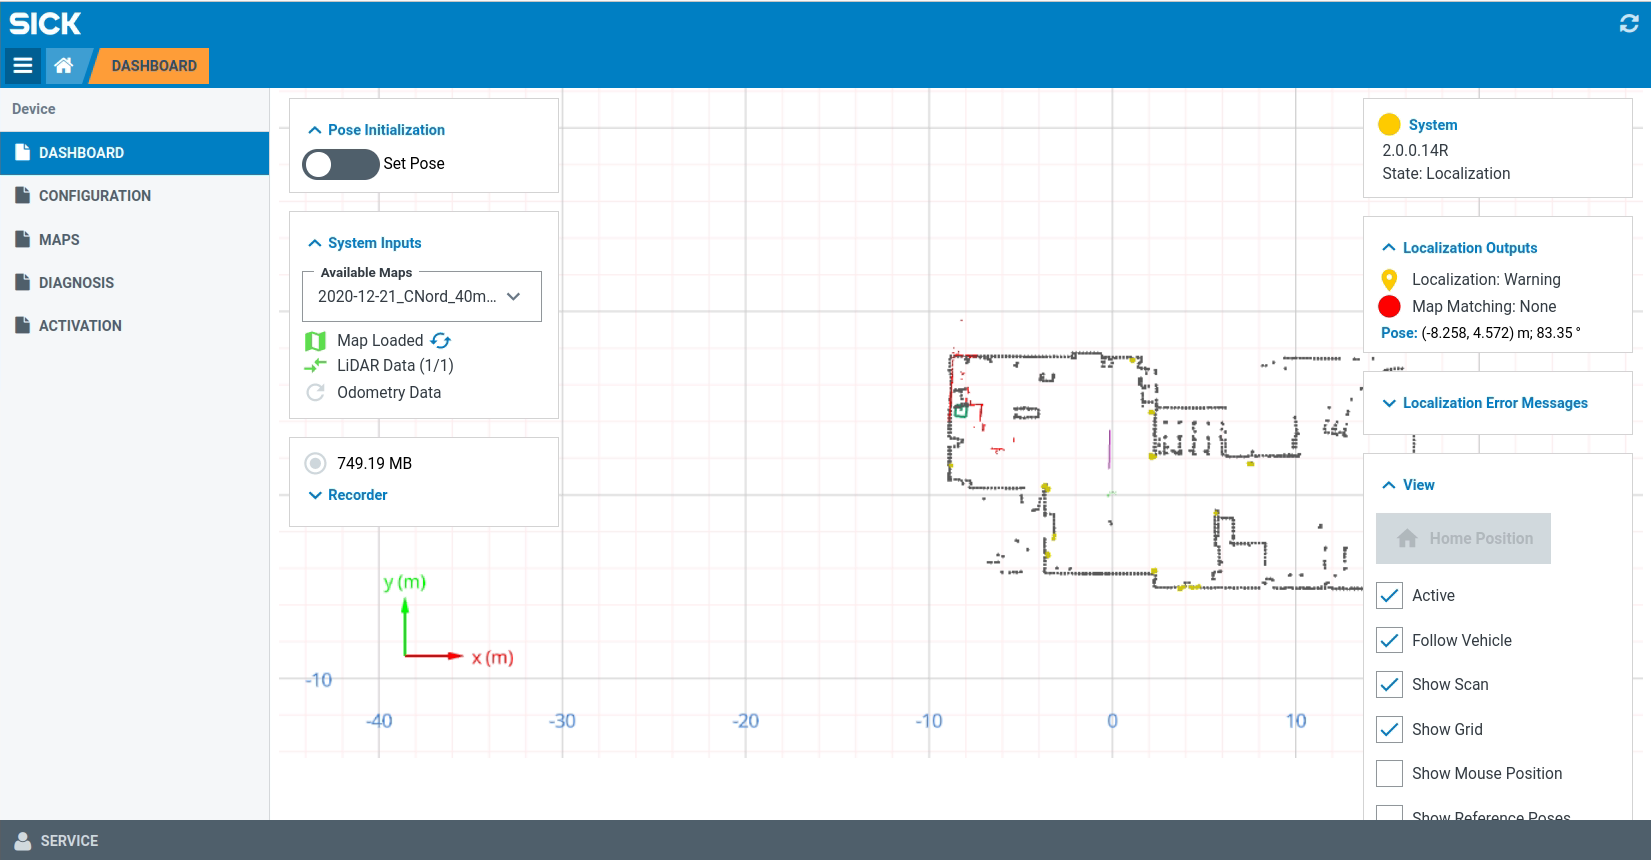 SICK
DASHBOARD
Device
DASHBOARD
CONFIGURATION
MAPS
DIAGNOSIS
ACTIVATION
Pose Initialization
Set Pose
System Inputs
Available Maps
2020-12-21_CNord_40m...
Map Loaded
LiDAR Data (1/1)
Odometry Data
749.19 MB
Recorder
y (m)
x (m)
-10
-40
-30
-20
-10
0
10
System
2.0.0.14R
State: Localization
Localization Outputs
Localization: Warning
Map Matching: None
Pose: (-8.258, 4.572) m; 83.35 °
Localization Error Messages
View
Home Position
Active
Follow Vehicle
Show Scan
Show Grid
Show Mouse Position
Show Reference Poses
SERVICE